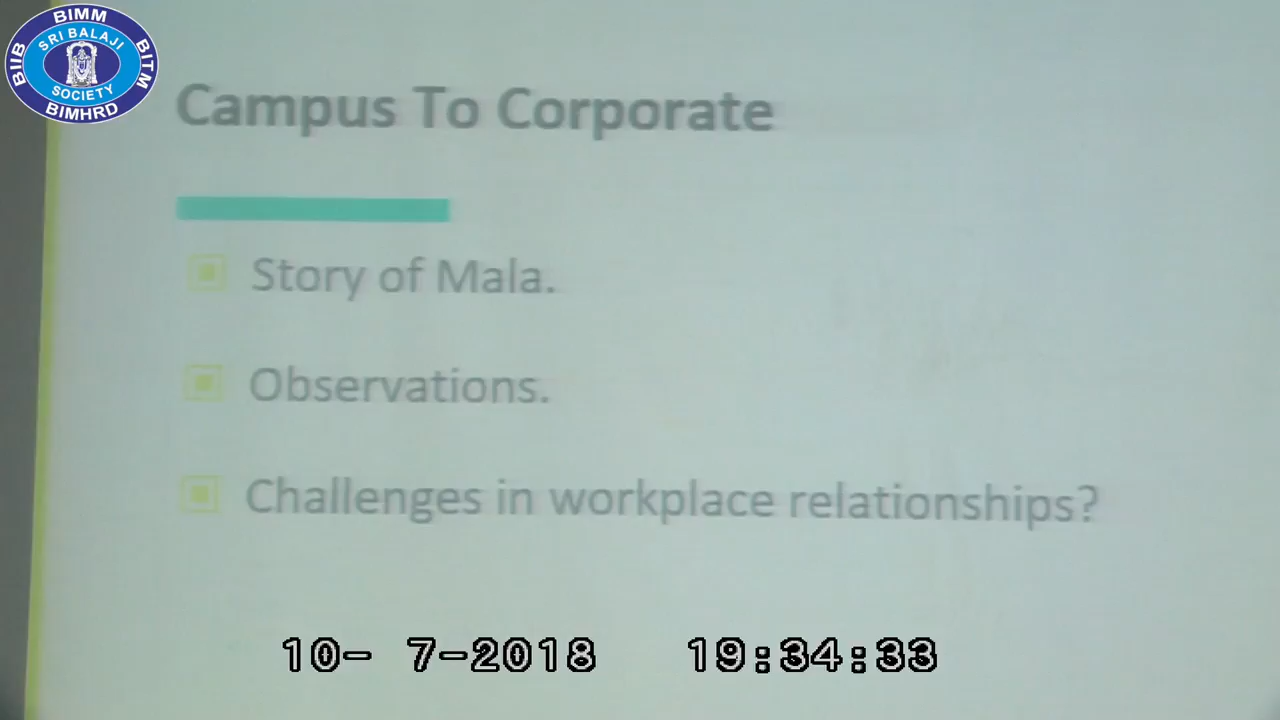 BIMM
BIIB
SRI BALAJI
SOCIETY
BITM
BIMHRD
Campus To Corporate
Story of Mala.
Observations.
Challenges in workplace relationships?
10- 7-2018 19:34:33